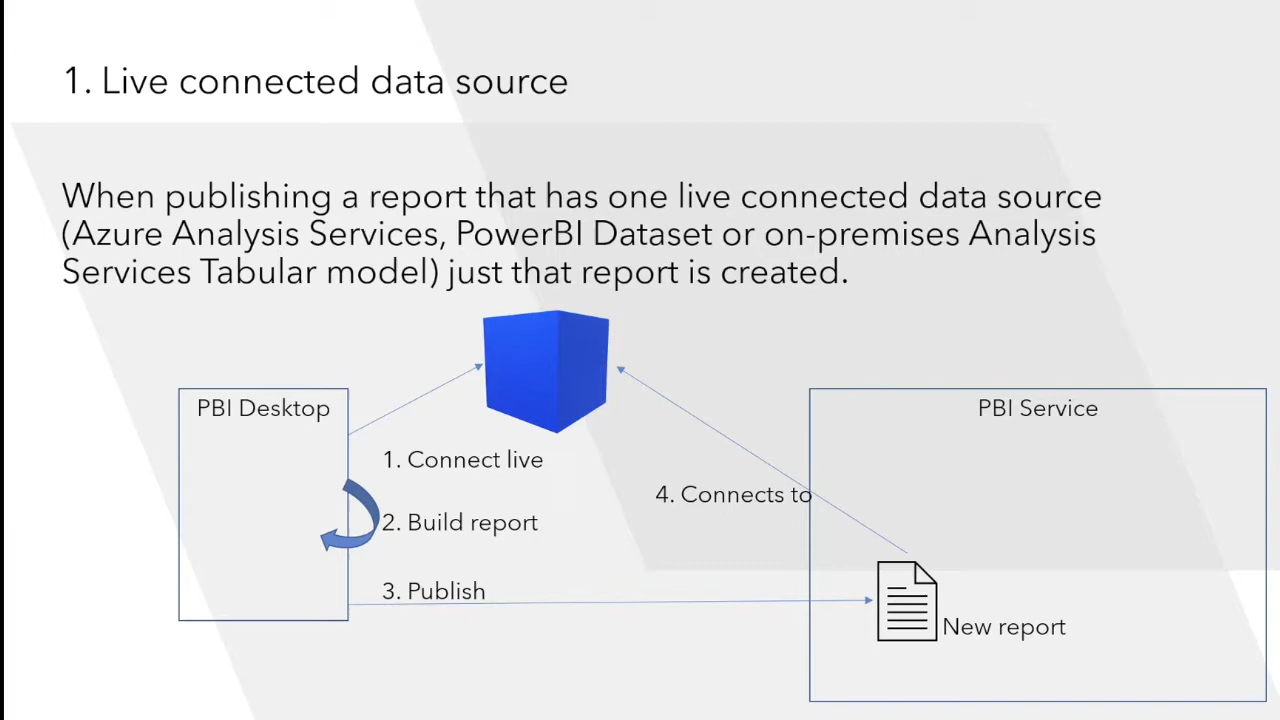 1. Live connected data source
When publishing a report that has one live connected data source
(Azure Analysis Services, PowerBI Dataset or on-premises Analysis
Services Tabular model) just that report is created.
PBI Desktop
PBI Service
1. Connect live
4. Connects to
2. Build report
3. Publish
New report